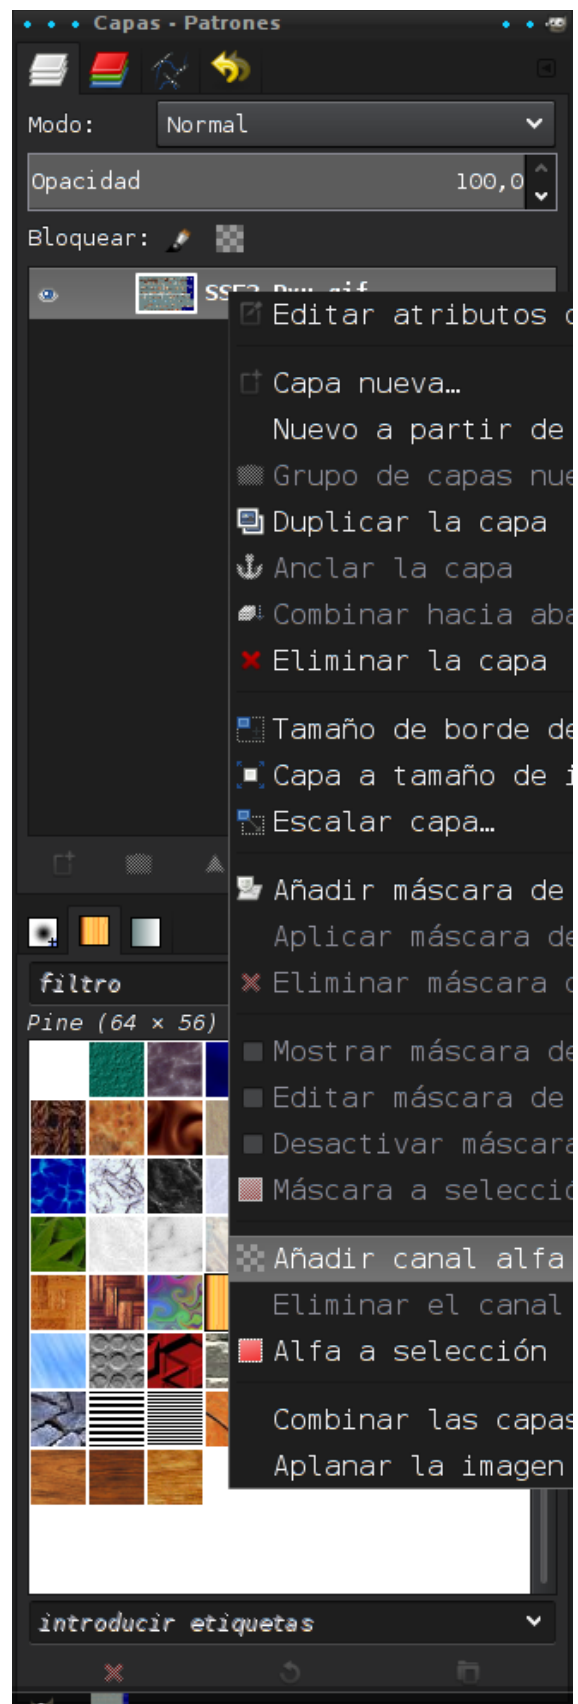 Capas - Patrones
Modo: Normal
Opacidad 100,0
Bloquear:
Editar atributos
Capa nueva…
Nuevo a partir de
Grupo de capas
Duplicar la capa
Anclar la capa
Combinar hacia
Eliminar la capa
Tamaño de borde
Capa a tamaño de
Escalar capa…
Añadir máscara de
Aplicar máscara
Eliminar máscara
Mostrar máscara
Editar máscara de
Desactivar máscara
Máscara a
Añadir canal alfa
Eliminar el canal
Alfa a selección
Combinar las capas
Aplanar la imagen
filtro
Pine (64 × 56)
introducir etiquetas